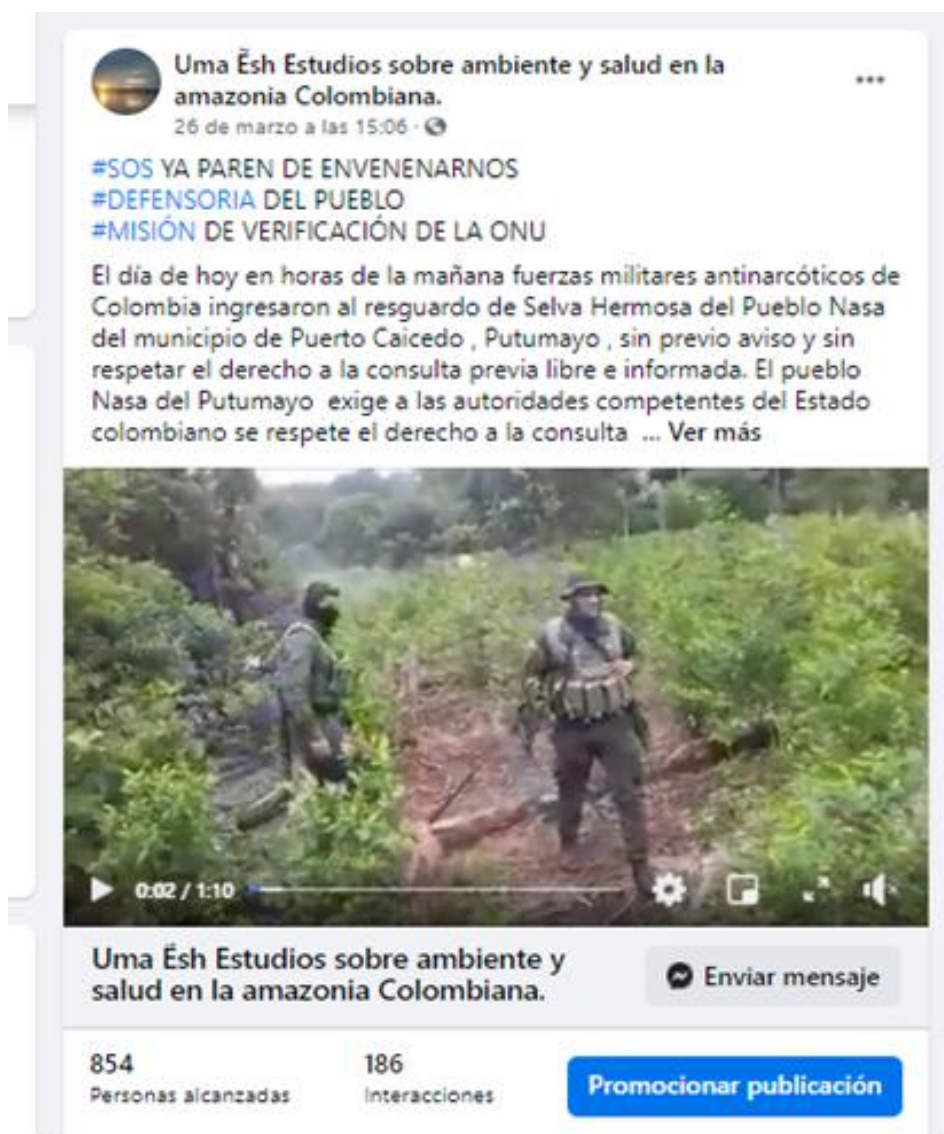 Uma Ẽsh Estudios sobre ambiente y salud en la
amazonia Colombiana.
26 de marzo a las 15:06 ·
#SOS YA PAREN DE ENVENENARNOS
#DEFENSORIA DEL PUEBLO
#MISIÓN DE VERIFICACIÓN DE LA ONU
El día de hoy en horas de la mañana fuerzas militares antinarcóticos de
Colombia ingresaron al resguardo de Selva Hermosa del Pueblo Nasa
del municipio de Puerto Caicedo , Putumayo , sin previo aviso y sin
respetar el derecho a la consulta previa libre e informada. El pueblo
Nasa del Putumayo exige a las autoridades competentes del Estado
colombiano se respete el derecho a la consulta ... Ver más
0:02 / 1:10
Uma Ẽsh Estudios sobre ambiente y
salud en la amazonia Colombiana.
Enviar mensaje
854
Personas alcanzadas
186
Interacciones
Promocionar publicación